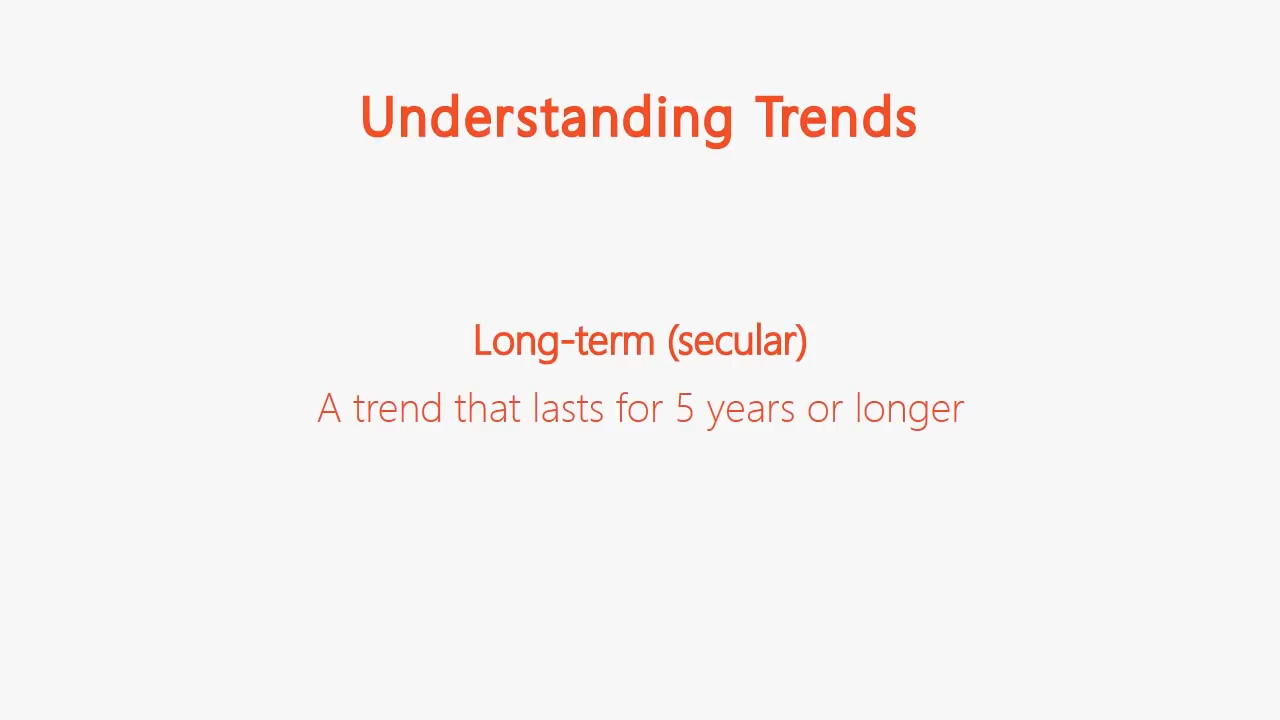 Understanding Trends
Long-term (secular)
A trend that lasts for 5 years or longer